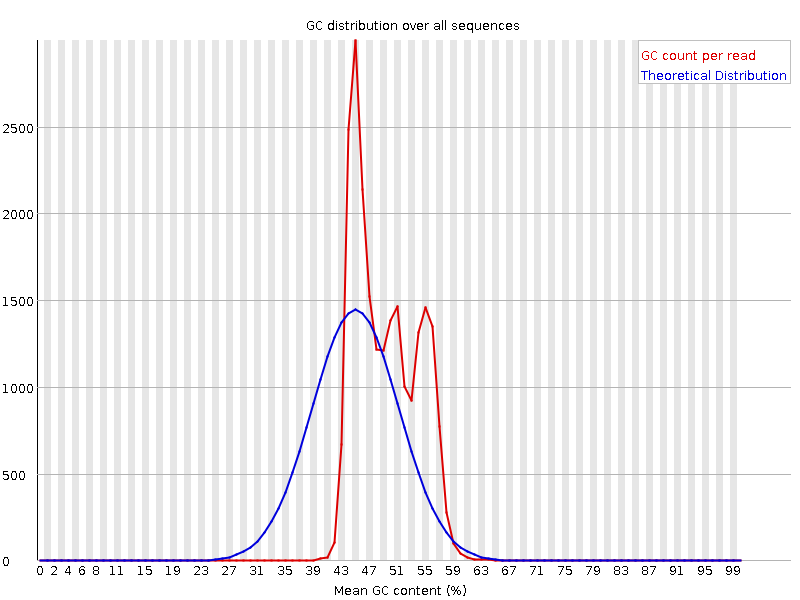 GC distribution over all sequences
GC count per read
Theoretical Distribution
2500
2000
1500
1000
500
0
0 2 4 6 8 11 15 19 23 27 31 35 39 43 47 51 55 59 63 67 71 75 79 83 87 91 95 99
Mean GC content (%)